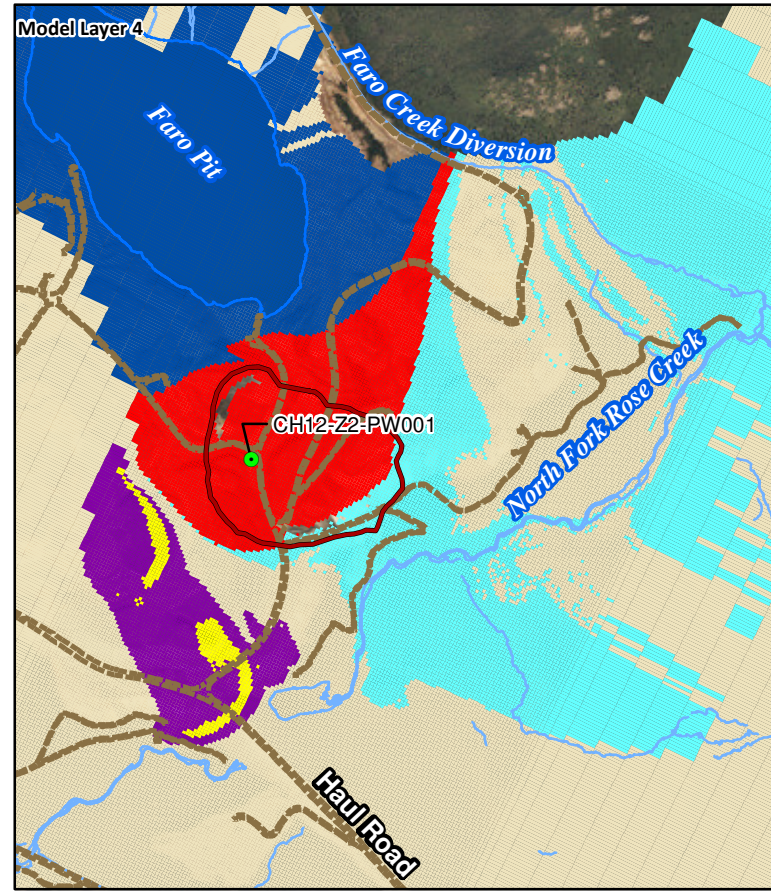 Model Layer 4
Faro Creek Diversion
Faro Pit
CH12-Z2-PW001
North Fork Rose Creek
Haul Road